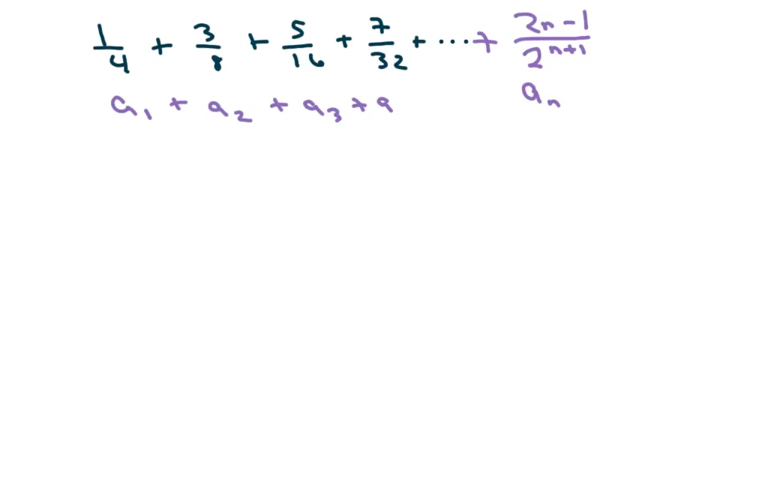 1/4 + 3/8 + 5/16 + 7/32 + ··· + 2n-1/2^{n+1}
a₁ + a₂ + a₃ + a aₙ